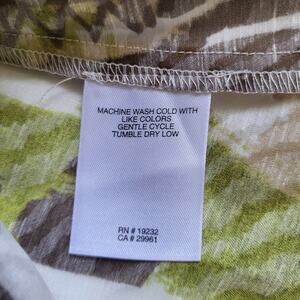 MACHINE WASH COLD WITH
LIKE COLORS
GENTLE CYCLE
TUMBLE DRY LOW
RN # 19232
CA # 29961